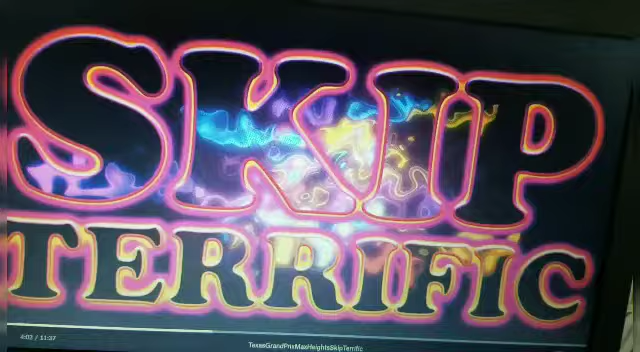 SKIP
TERRIFIC
4:02 / 11:37
TexasGrandPrixMaxHeightsSkipTerrific